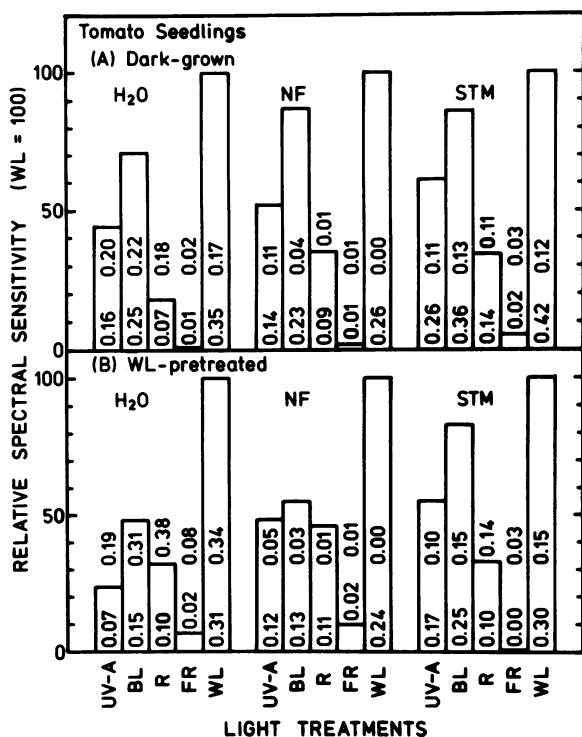 Tomato Seedlings
(A) Dark-grown
H₂O NF STM
100
50
0
0.20 0.22 0.18 0.02 0.17 0.11 0.04 0.01 0.01 0.00 0.11 0.13 0.11 0.03 0.12
0.16 0.25 0.07 0.01 0.35 0.14 0.23 0.09 0.01 0.26 0.26 0.36 0.14 0.02 0.42
(B) WL-pretreated
H₂O NF STM
100
50
0
0.19 0.31 0.38 0.08 0.34 0.05 0.03 0.01 0.01 0.00 0.10 0.15 0.14 0.03 0.15
0.07 0.15 0.10 0.02 0.31 0.12 0.13 0.11 0.02 0.24 0.17 0.25 0.10 0.00 0.30
UV-A BL R FR WL UV-A BL R FR WL UV-A BL R FR WL
LIGHT TREATMENTS
RELATIVE SPECTRAL SENSITIVITY (WL = 100)